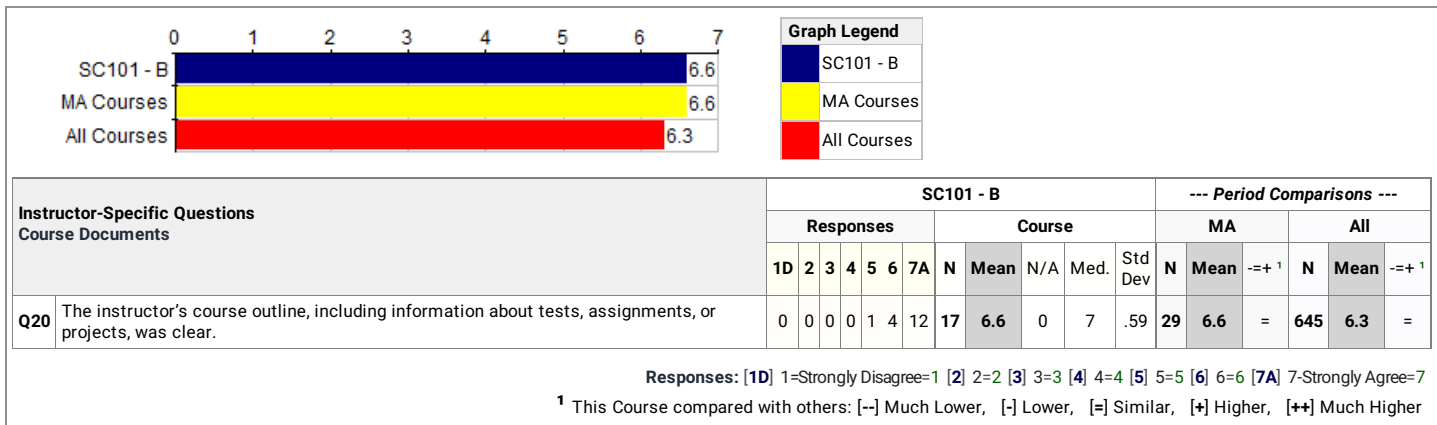 0 1 2 3 4 5 6 7
SC101 - B 6.6
MA Courses 6.6
All Courses 6.3
Graph Legend
SC101 - B
MA Courses
All Courses
Instructor-Specific Questions
Course Documents
SC101 - B --- Period Comparisons ---
Responses Course MA All
1D 2 3 4 5 6 7A N Mean N/A Med. Std Dev N Mean -=+ ¹ N Mean -=+ ¹
Q20 The instructor’s course outline, including information about tests, assignments, or
projects, was clear.
0 0 0 0 1 4 12 17 6.6 0 7 .59 29 6.6 = 645 6.3 =
Responses: [1D] 1=Strongly Disagree=1 [2] 2=2 [3] 3=3 [4] 4=4 [5] 5=5 [6] 6=6 [7A] 7-Strongly Agree=7
¹ This Course compared with others: [--] Much Lower, [-] Lower, [=] Similar, [+] Higher, [++] Much Higher